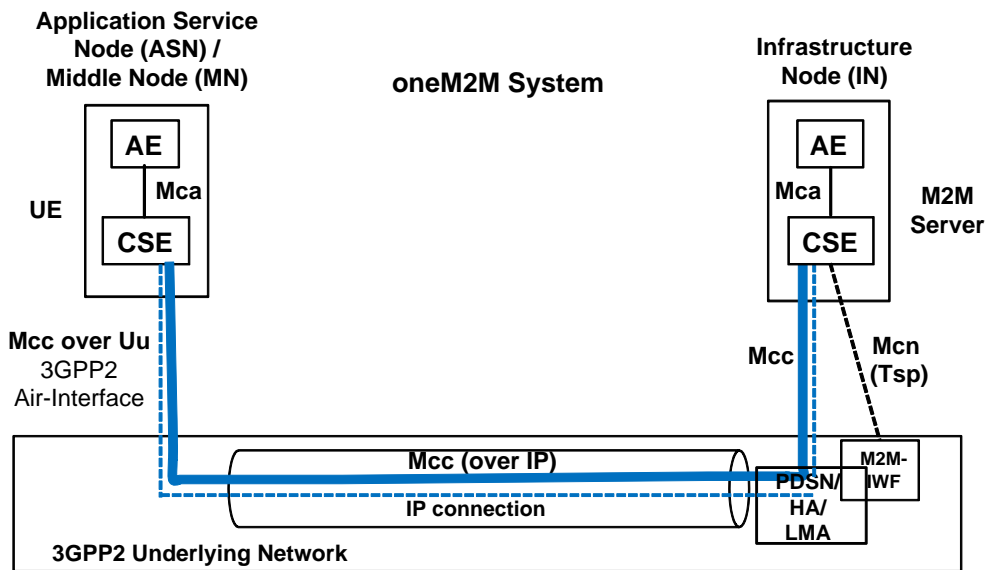 Application Service
Node (ASN) /
Middle Node (MN)
oneM2M System
Infrastructure
Node (IN)
AE
Mca
CSE
UE
AE
Mca
CSE
M2M
Server
Mcc over Uu
3GPP2
Air-Interface
Mcc
Mcn
(Tsp)
Mcc (over IP)
IP connection
M2M-
IWF
PDSN/
HA/
LMA
3GPP2 Underlying Network